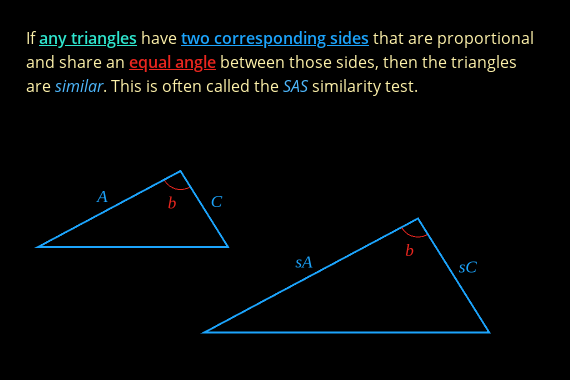 If any triangles have two corresponding sides that are proportional
and share an equal angle between those sides, then the triangles
are similar. This is often called the SAS similarity test.
A
b
C
sA
b
sC